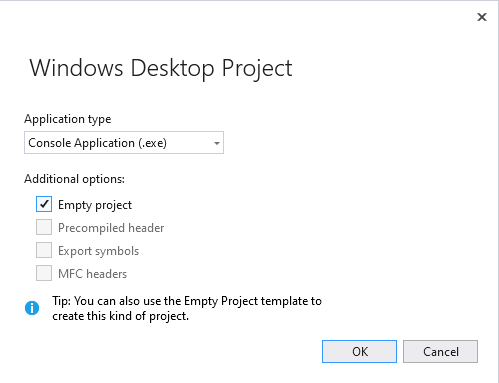 Windows Desktop Project
Application type
Console Application (.exe)
Additional options:
Empty project
Precompiled header
Export symbols
MFC headers
Tip: You can also use the Empty Project template to
create this kind of project.
OK
Cancel